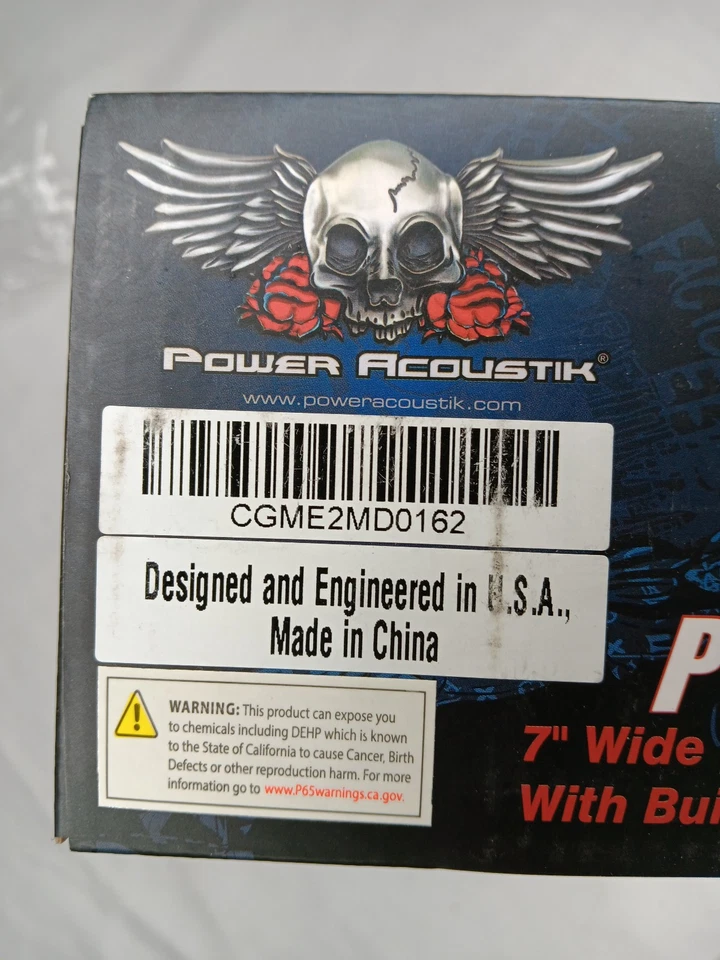 POWER ACOUSTIK®
www.poweracoustik.com
CGME2MD0162
Designed and Engineered in U.S.A.,
Made in China
WARNING: This product can expose you
to chemicals including DEHP which is known
to the State of California to cause Cancer, Birth
Defects or other reproduction harm. For more
information go to www.P65warnings.ca.gov.
P
7" Wide
With Bui